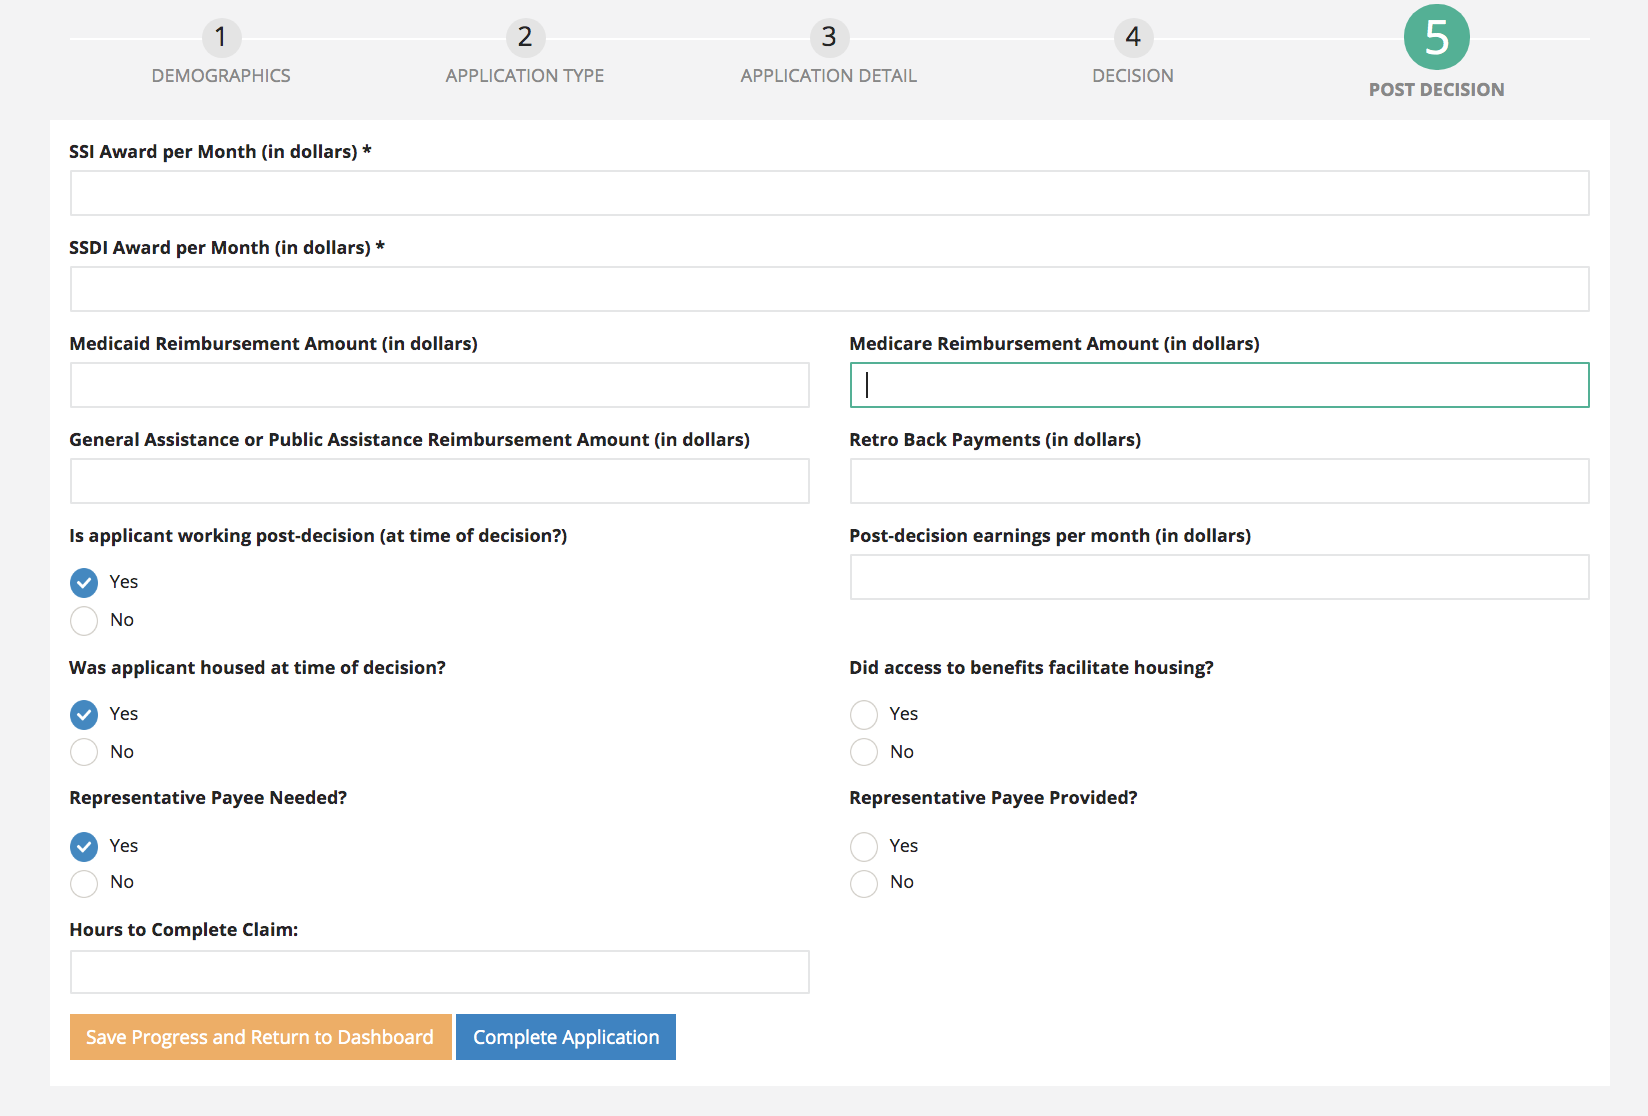 1
2
3
4
5
DEMOGRAPHICS
APPLICATION TYPE
APPLICATION DETAIL
DECISION
POST DECISION
SSI Award per Month (in dollars) *
SSDI Award per Month (in dollars) *
Medicaid Reimbursement Amount (in dollars)
Medicare Reimbursement Amount (in dollars)
General Assistance or Public Assistance Reimbursement Amount (in dollars)
Retro Back Payments (in dollars)
Is applicant working post-decision (at time of decision?)
Yes
No
Post-decision earnings per month (in dollars)
Was applicant housed at time of decision?
Yes
No
Did access to benefits facilitate housing?
Yes
No
Representative Payee Needed?
Yes
No
Representative Payee Provided?
Yes
No
Hours to Complete Claim:
Save Progress and Return to Dashboard
Complete Application